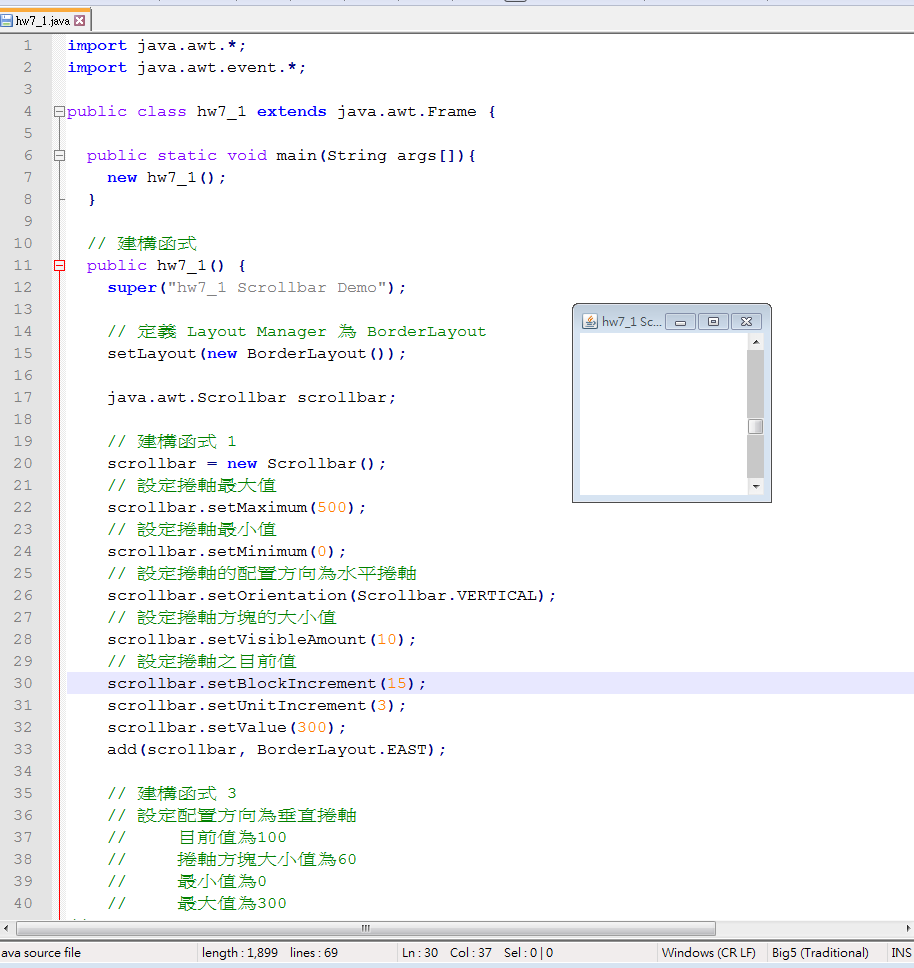 hw7_1.java
1 import java.awt.*;
2 import java.awt.event.*;
3
4 public class hw7_1 extends java.awt.Frame {
5
6 public static void main(String args[]){
7 new hw7_1();
8 }
9
10 // 建構函式
11 public hw7_1() {
12 super("hw7_1 Scrollbar Demo");
13
14 // 定義 Layout Manager 為 BorderLayout
15 setLayout(new BorderLayout());
16
17 java.awt.Scrollbar scrollbar;
18
19 // 建構函式 1
20 scrollbar = new Scrollbar();
21 // 設定捲軸最大值
22 scrollbar.setMaximum(500);
23 // 設定捲軸最小值
24 scrollbar.setMinimum(0);
25 // 設定捲軸的配置方向為水平捲軸
26 scrollbar.setOrientation(Scrollbar.VERTICAL);
27 // 設定捲軸方塊的大小值
28 scrollbar.setVisibleAmount(10);
29 // 設定捲軸之目前值
30 scrollbar.setBlockIncrement(15);
31 scrollbar.setUnitIncrement(3);
32 scrollbar.setValue(300);
33 add(scrollbar, BorderLayout.EAST);
34
35 // 建構函式 3
36 // 設定配置方向為垂直捲軸
37 // 目前值為100
38 // 捲軸方塊大小值為60
39 // 最小值為0
40 // 最大值為300
hw7_1 Sc...
ava source file length : 1,899 lines : 69 Ln : 30 Col : 37 Sel : 0 | 0 Windows (CR LF) Big5 (Traditional) INS